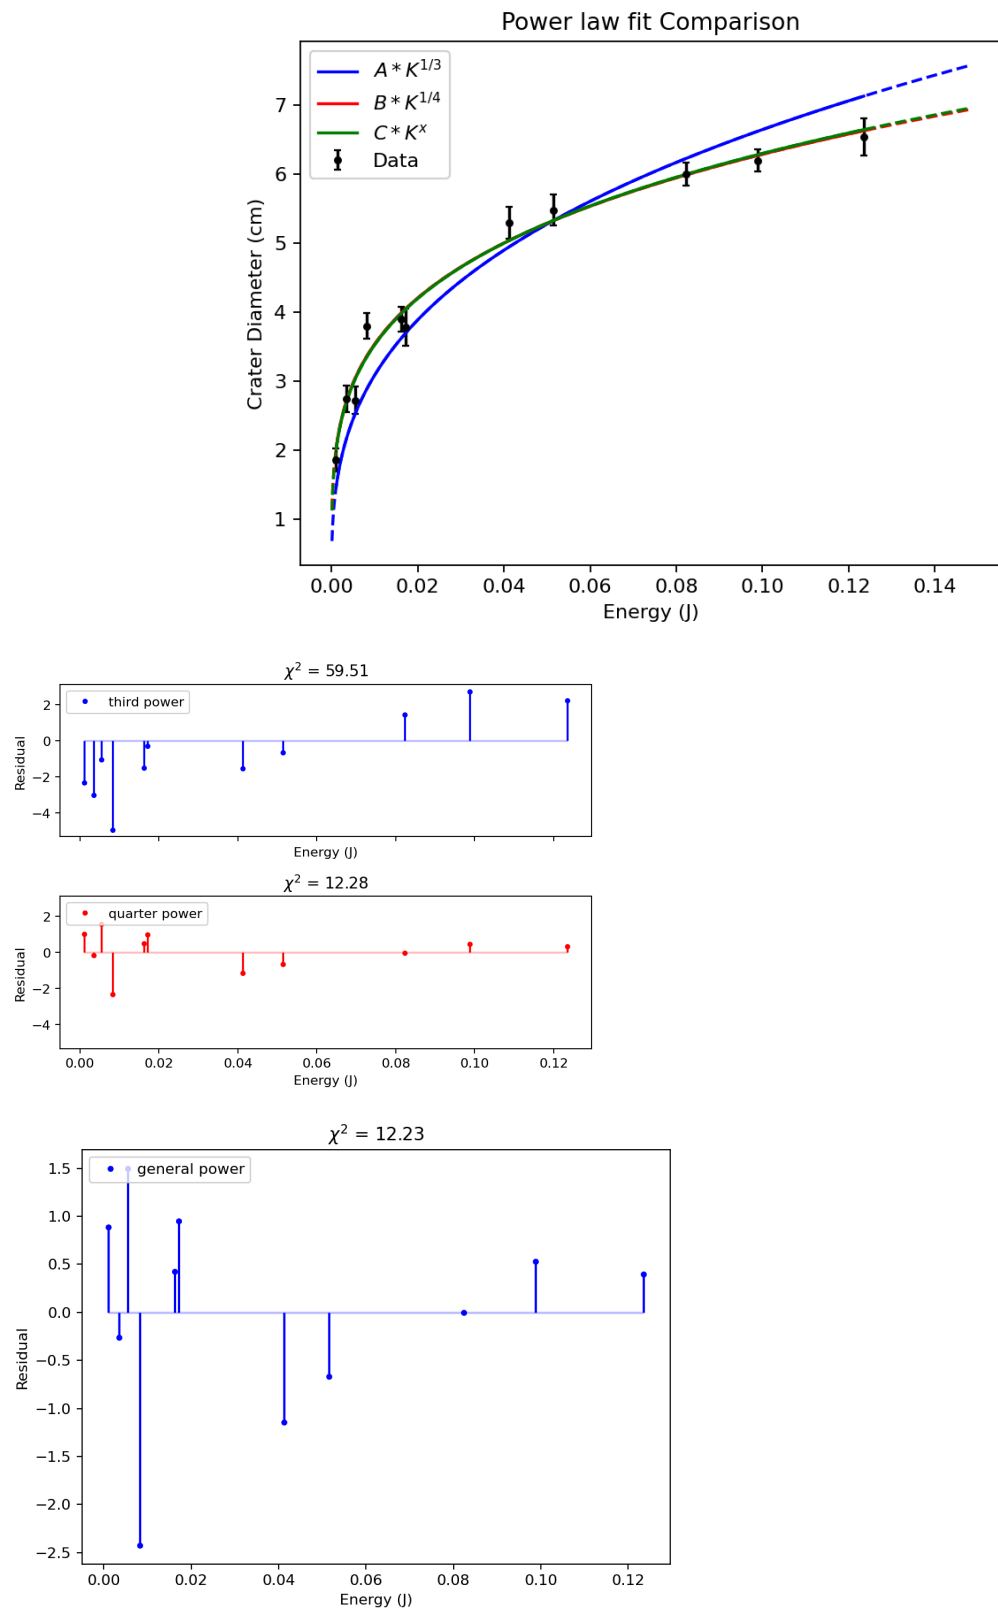 Power law fit Comparison
A * K^{1/3}
B * K^{1/4}
C * K^x
Data
7
6
5
4
3
2
1
Crater Diameter (cm)
0.00 0.02 0.04 0.06 0.08 0.10 0.12 0.14
Energy (J)
χ² = 59.51
third power
2
0
−2
−4
Residual
Energy (J)
χ² = 12.28
quarter power
2
0
−2
−4
Residual
0.00 0.02 0.04 0.06 0.08 0.10 0.12
Energy (J)
χ² = 12.23
general power
1.5
1.0
0.5
0.0
−0.5
−1.0
−1.5
−2.0
−2.5
Residual
0.00 0.02 0.04 0.06 0.08 0.10 0.12
Energy (J)